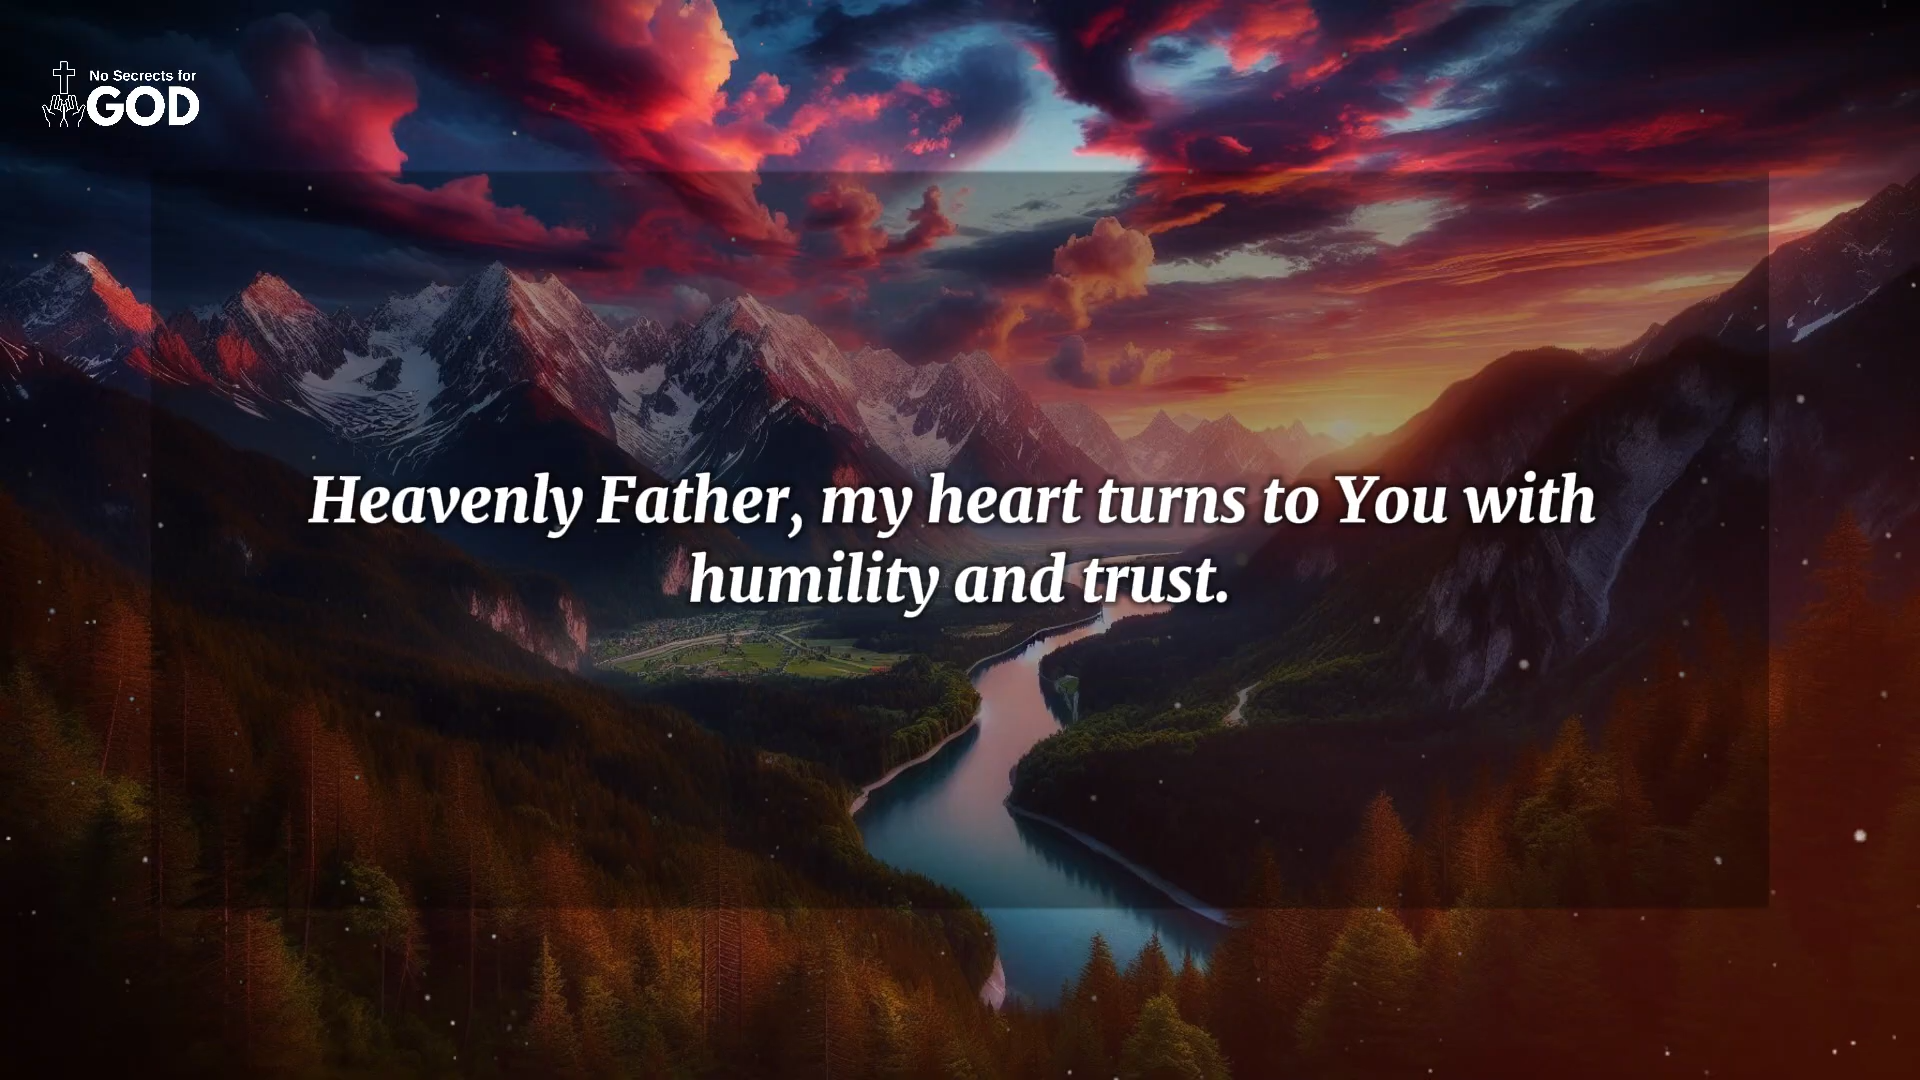 No Secrects for
GOD
Heavenly Father, my heart turns to You with
humility and trust.